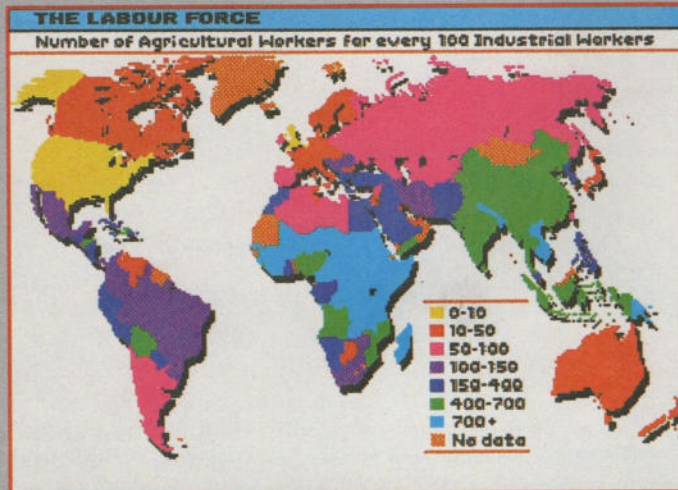 THE LABOUR FORCE
Number of Agricultural Workers for every 100 Industrial Workers
0-10
10-50
50-100
100-150
150-400
400-700
700+
No data